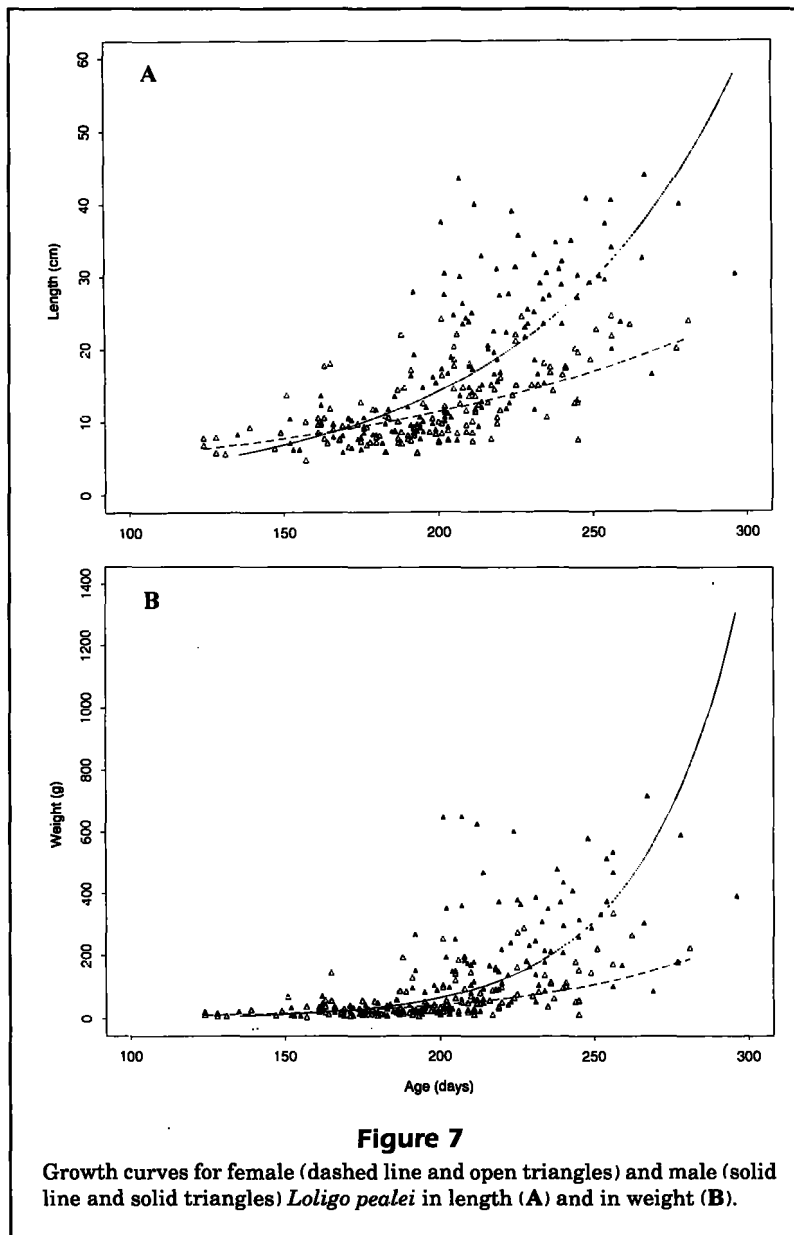 A
60
50
40
30
20
10
0
Length (cm)
100 150 200 250 300
B
1400
1200
1000
800
600
400
200
0
Weight (g)
100 150 200 250 300
Age (days)
Figure 7
Growth curves for female (dashed line and open triangles) and male (solid
line and solid triangles) Loligo pealei in length (A) and in weight (B).